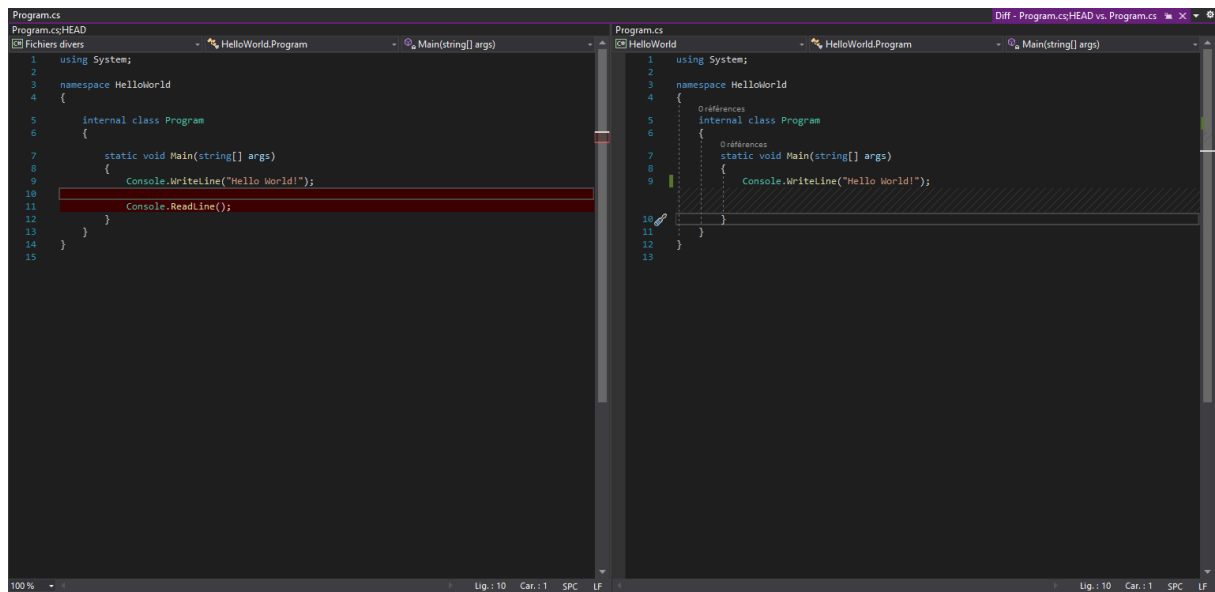 Program.cs
Diff - Program.cs;HEAD vs. Program.cs
Program.cs;HEAD
Fichiers divers HelloWorld.Program Main(string[] args)
1 using System;
2
3 namespace HelloWorld
4 {
5 internal class Program
6 {
7 static void Main(string[] args)
8 {
9 Console.WriteLine("Hello World!");
10
11 Console.ReadLine();
12 }
13 }
14 }
15
100 % Lig. : 10 Car. : 1 SPC LF
Program.cs
HelloWorld HelloWorld.Program Main(string[] args)
1 using System;
2
3 namespace HelloWorld
4 {
0 références
5 internal class Program
6 {
0 références
7 static void Main(string[] args)
8 {
9 Console.WriteLine("Hello World!");
10 }
11 }
12 }
13
Lig. : 10 Car. : 1 SPC LF